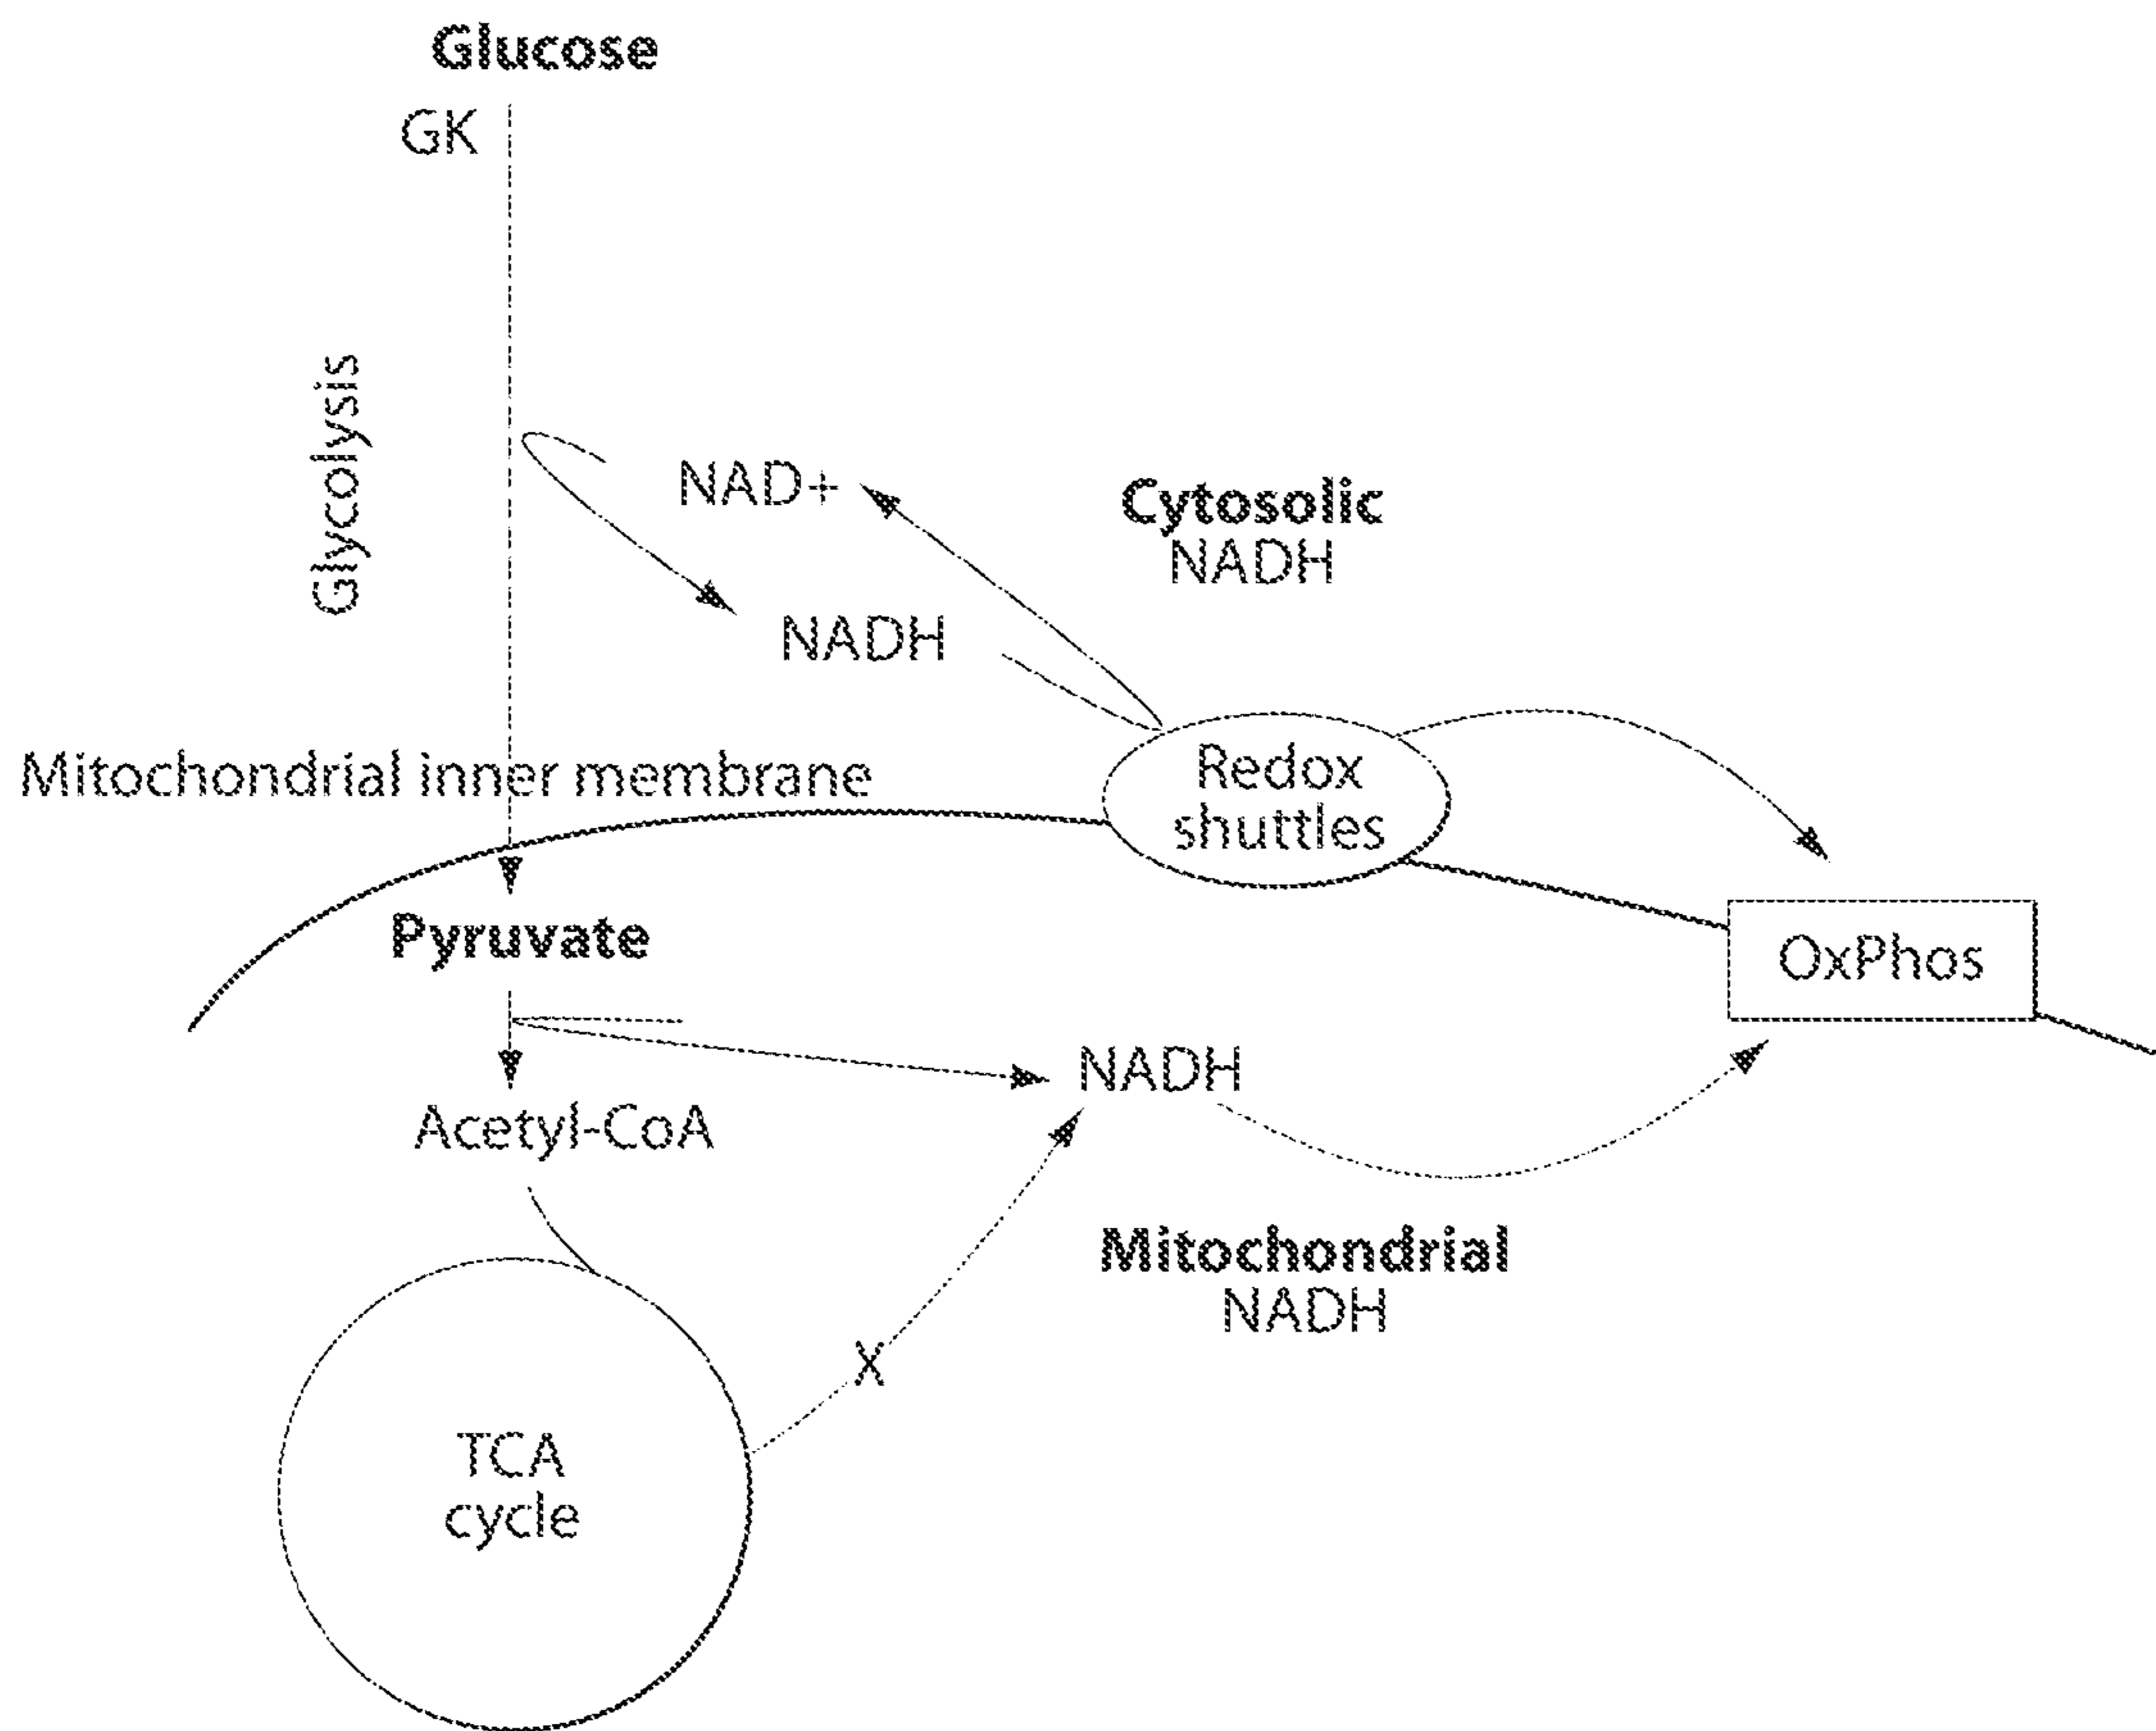 Glucose
GK
Glycolysis
NAD+
Cytosolic
NADH
NADH
Mitochondrial inner membrane
Redox
shuttles
Pyruvate
OxPhos
NADH
Acetyl-CoA
Mitochondrial
NADH
X
TCA
cycle